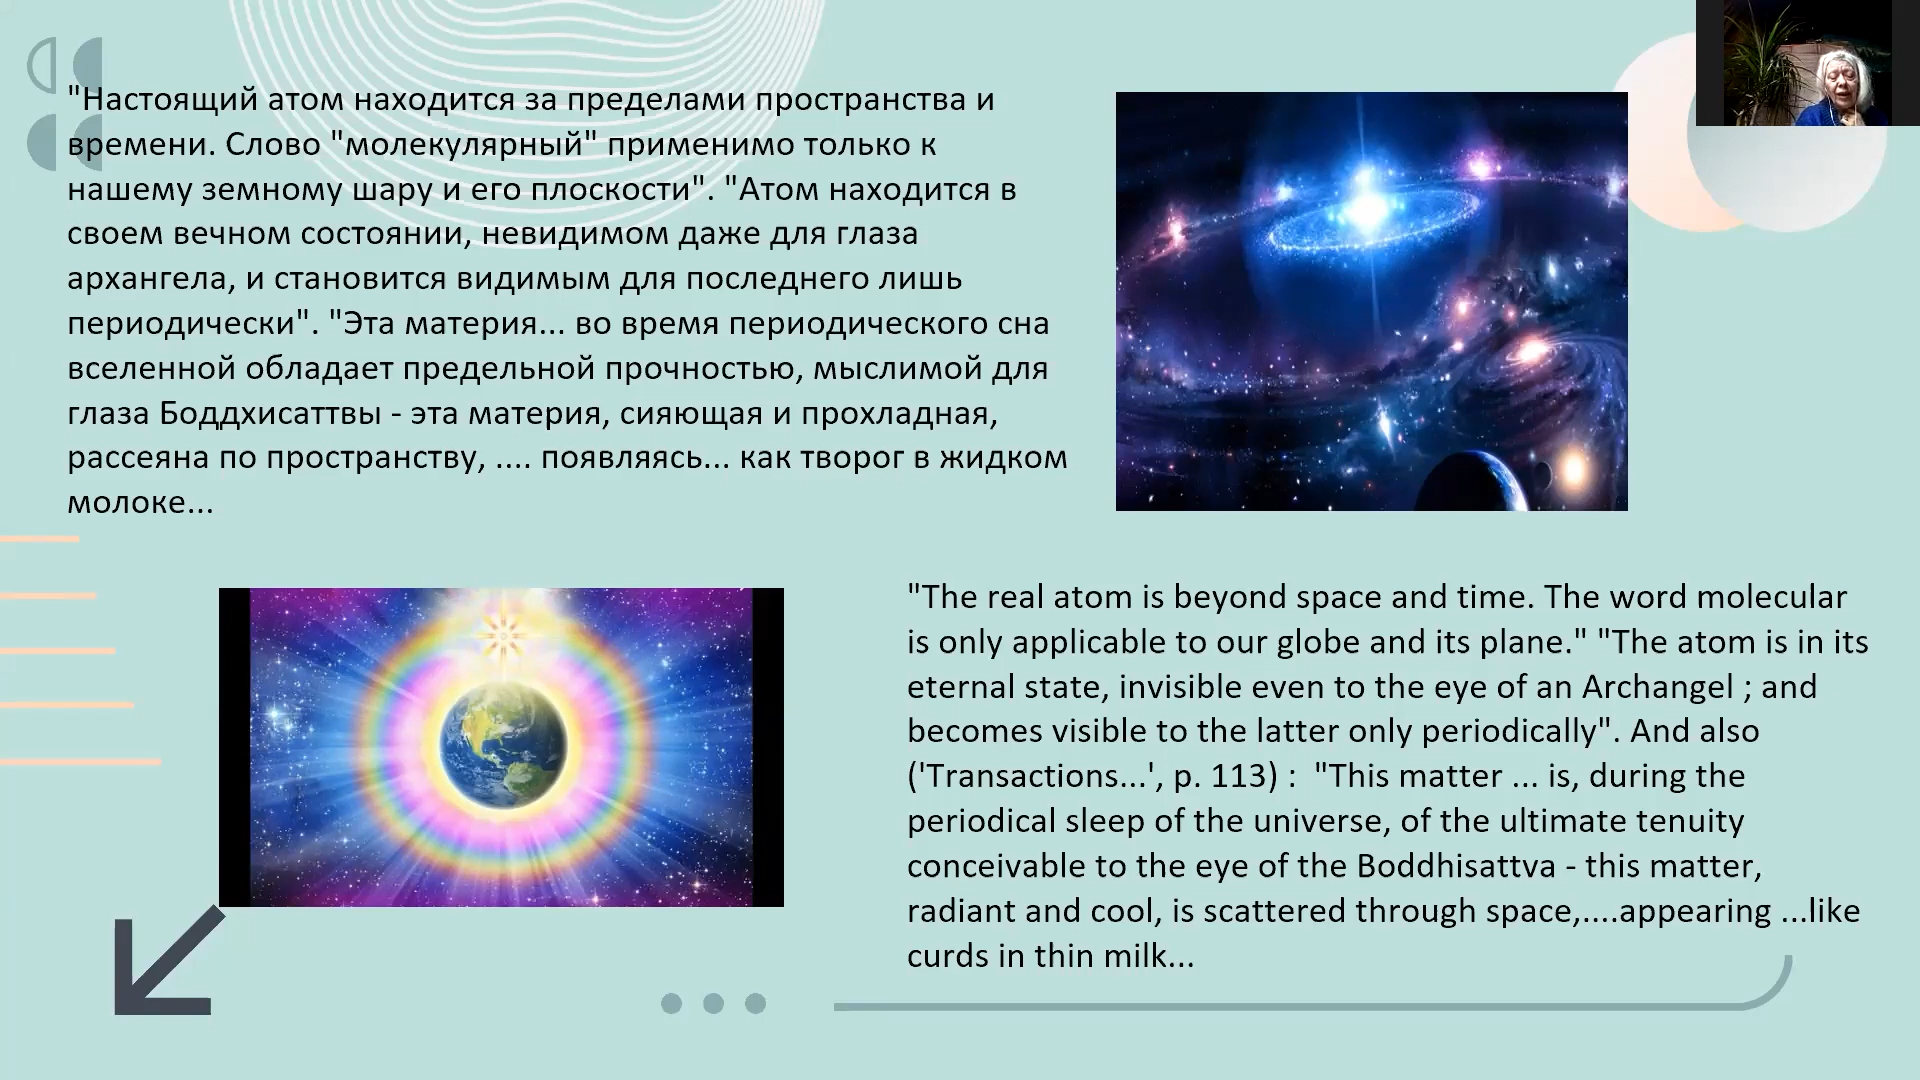 "Настоящий атом находится за пределами пространства и
времени. Слово "молекулярный" применимо только к
нашему земному шару и его плоскости". "Атом находится в
своем вечном состоянии, невидимом даже для глаза
архангела, и становится видимым для последнего лишь
периодически". "Эта материя... во время периодического сна
вселенной обладает предельной прочностью, мыслимой для
глаза Боддхисаттвы - эта материя, сияющая и прохладная,
рассеяна по пространству, .... появляясь... как творог в жидком
молоке...
"The real atom is beyond space and time. The word molecular
is only applicable to our globe and its plane." "The atom is in its
eternal state, invisible even to the eye of an Archangel ; and
becomes visible to the latter only periodically". And also
('Transactions...', p. 113) :  "This matter ... is, during the
periodical sleep of the universe, of the ultimate tenuity
conceivable to the eye of the Boddhisattva - this matter,
radiant and cool, is scattered through space,....appearing ...like
curds in thin milk...